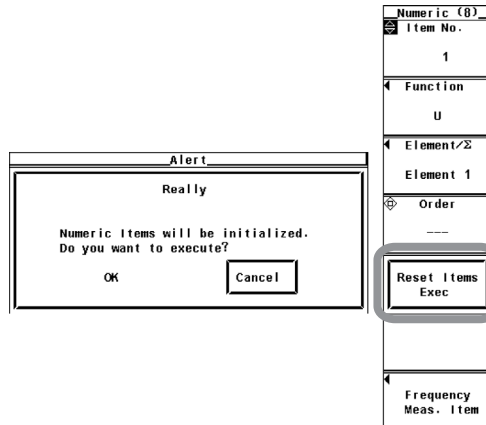 Alert
Really
Numeric Items will be initialized.
Do you want to execute?
OK
Cancel
Numeric (8)
Item No.
1
Function
U
Element/Σ
Element 1
Order
---
Reset Items
Exec
Frequency
Meas. Item